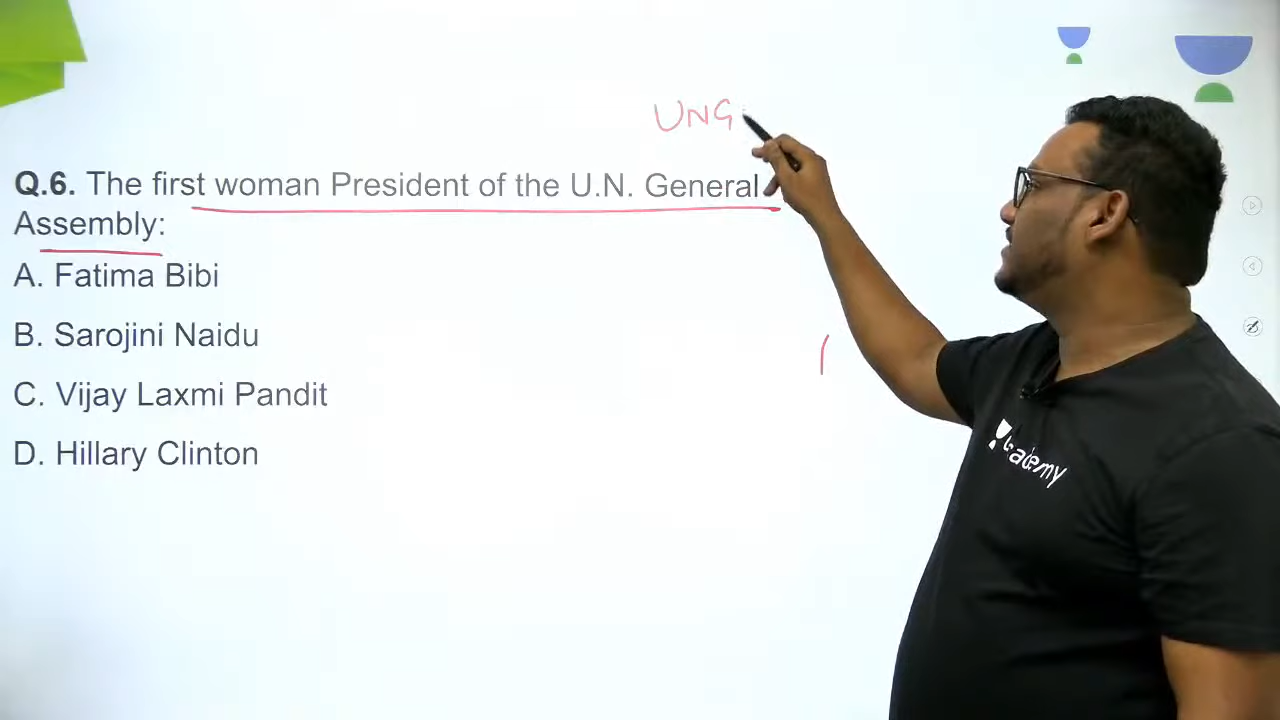 UNG
Q.6. The first woman President of the U.N. General
Assembly:
A. Fatima Bibi
B. Sarojini Naidu
C. Vijay Laxmi Pandit
D. Hillary Clinton